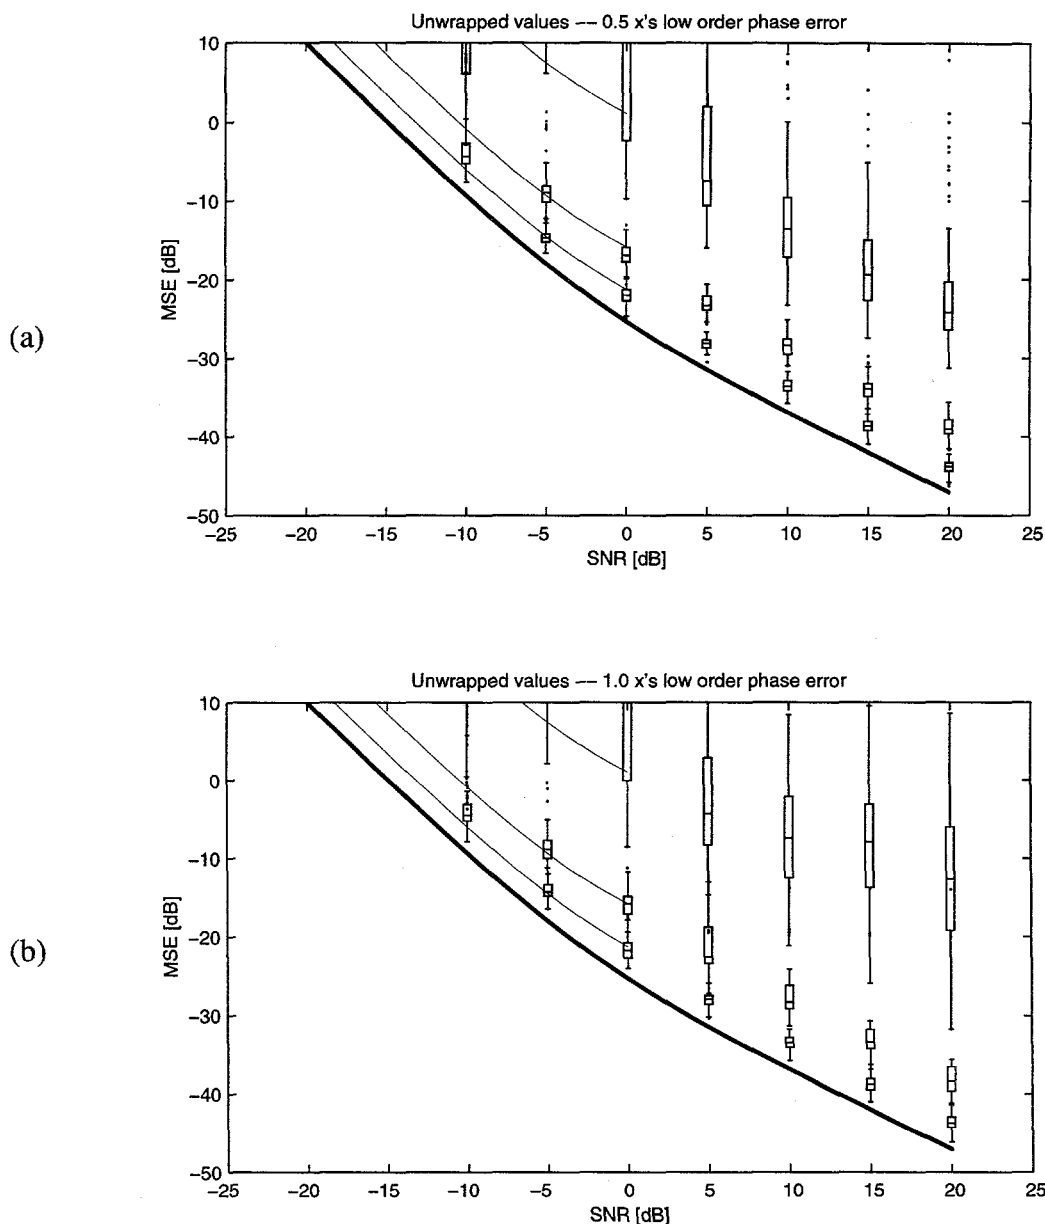 Unwrapped values –– 0.5 x's low order phase error
10
0
−10
−20
−30
−40
−50
MSE [dB]
(a)
−25 −20 −15 −10 −5 0 5 10 15 20 25
SNR [dB]
Unwrapped values –– 1.0 x's low order phase error
10
0
−10
−20
−30
−40
−50
MSE [dB]
(b)
−25 −20 −15 −10 −5 0 5 10 15 20 25
SNR [dB]